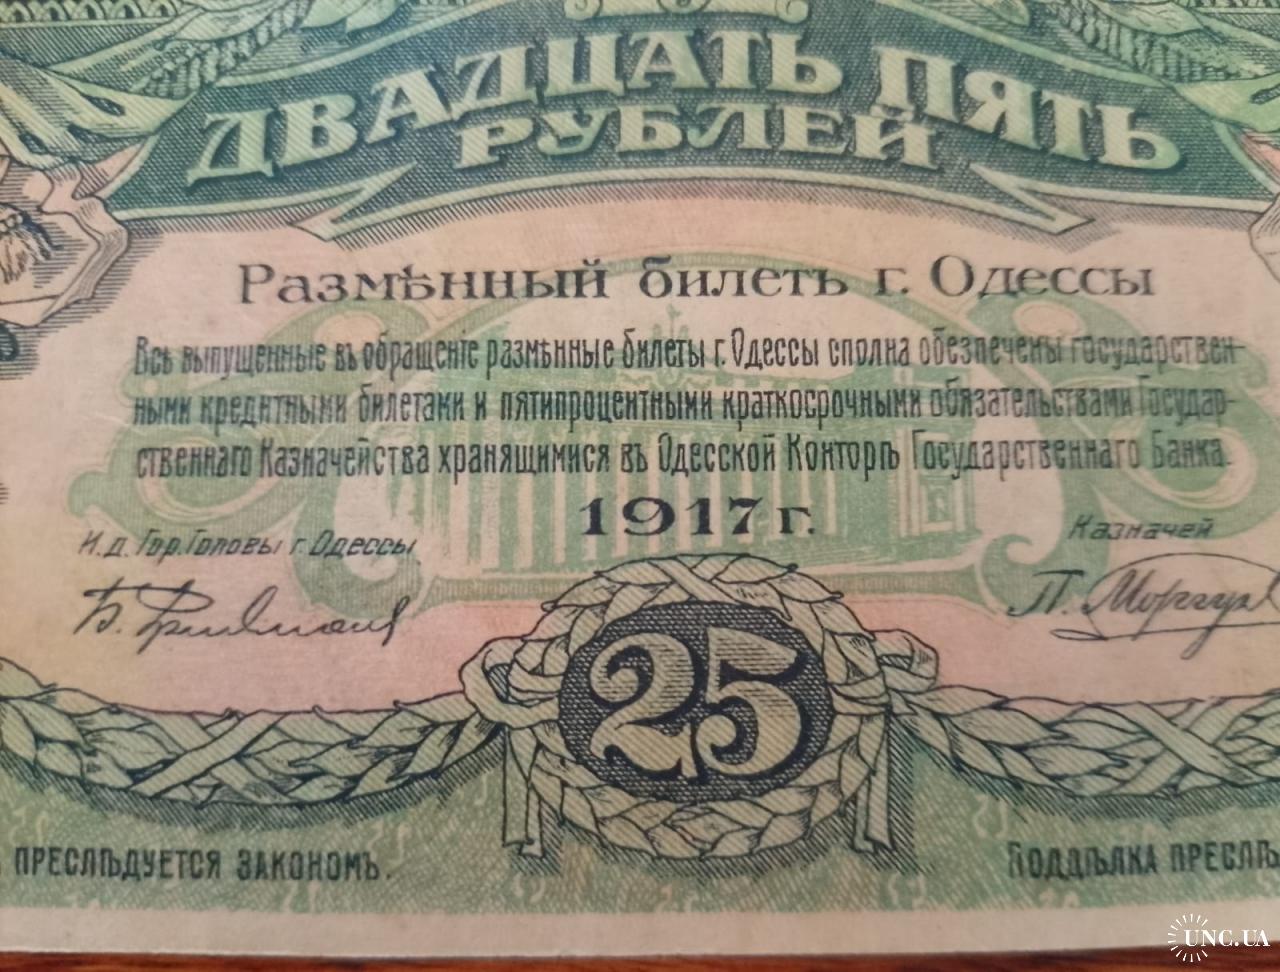 ДВАДЦАТЬ ПЯТЬ
РУБЛЕЙ
Размѣнный билетъ г. Одессы
Всѣ выпущенные въ обращеніе размѣнные билеты г. Одессы сполна обезпечены государствен-
ными кредитными билетами и пятипроцентными краткосрочными обязательствами Государ-
ственнаго Казначейства хранящимися въ Одесской Конторѣ Государственнаго Банка.
1917 г.
И.д. Гор. Головы г. Одессы
Казначей
П.
25
ПРЕСЛѢДУЕТСЯ ЗАКОНОМЪ.
ПОДДѢЛКА ПРЕСЛѢ
UNC.UA